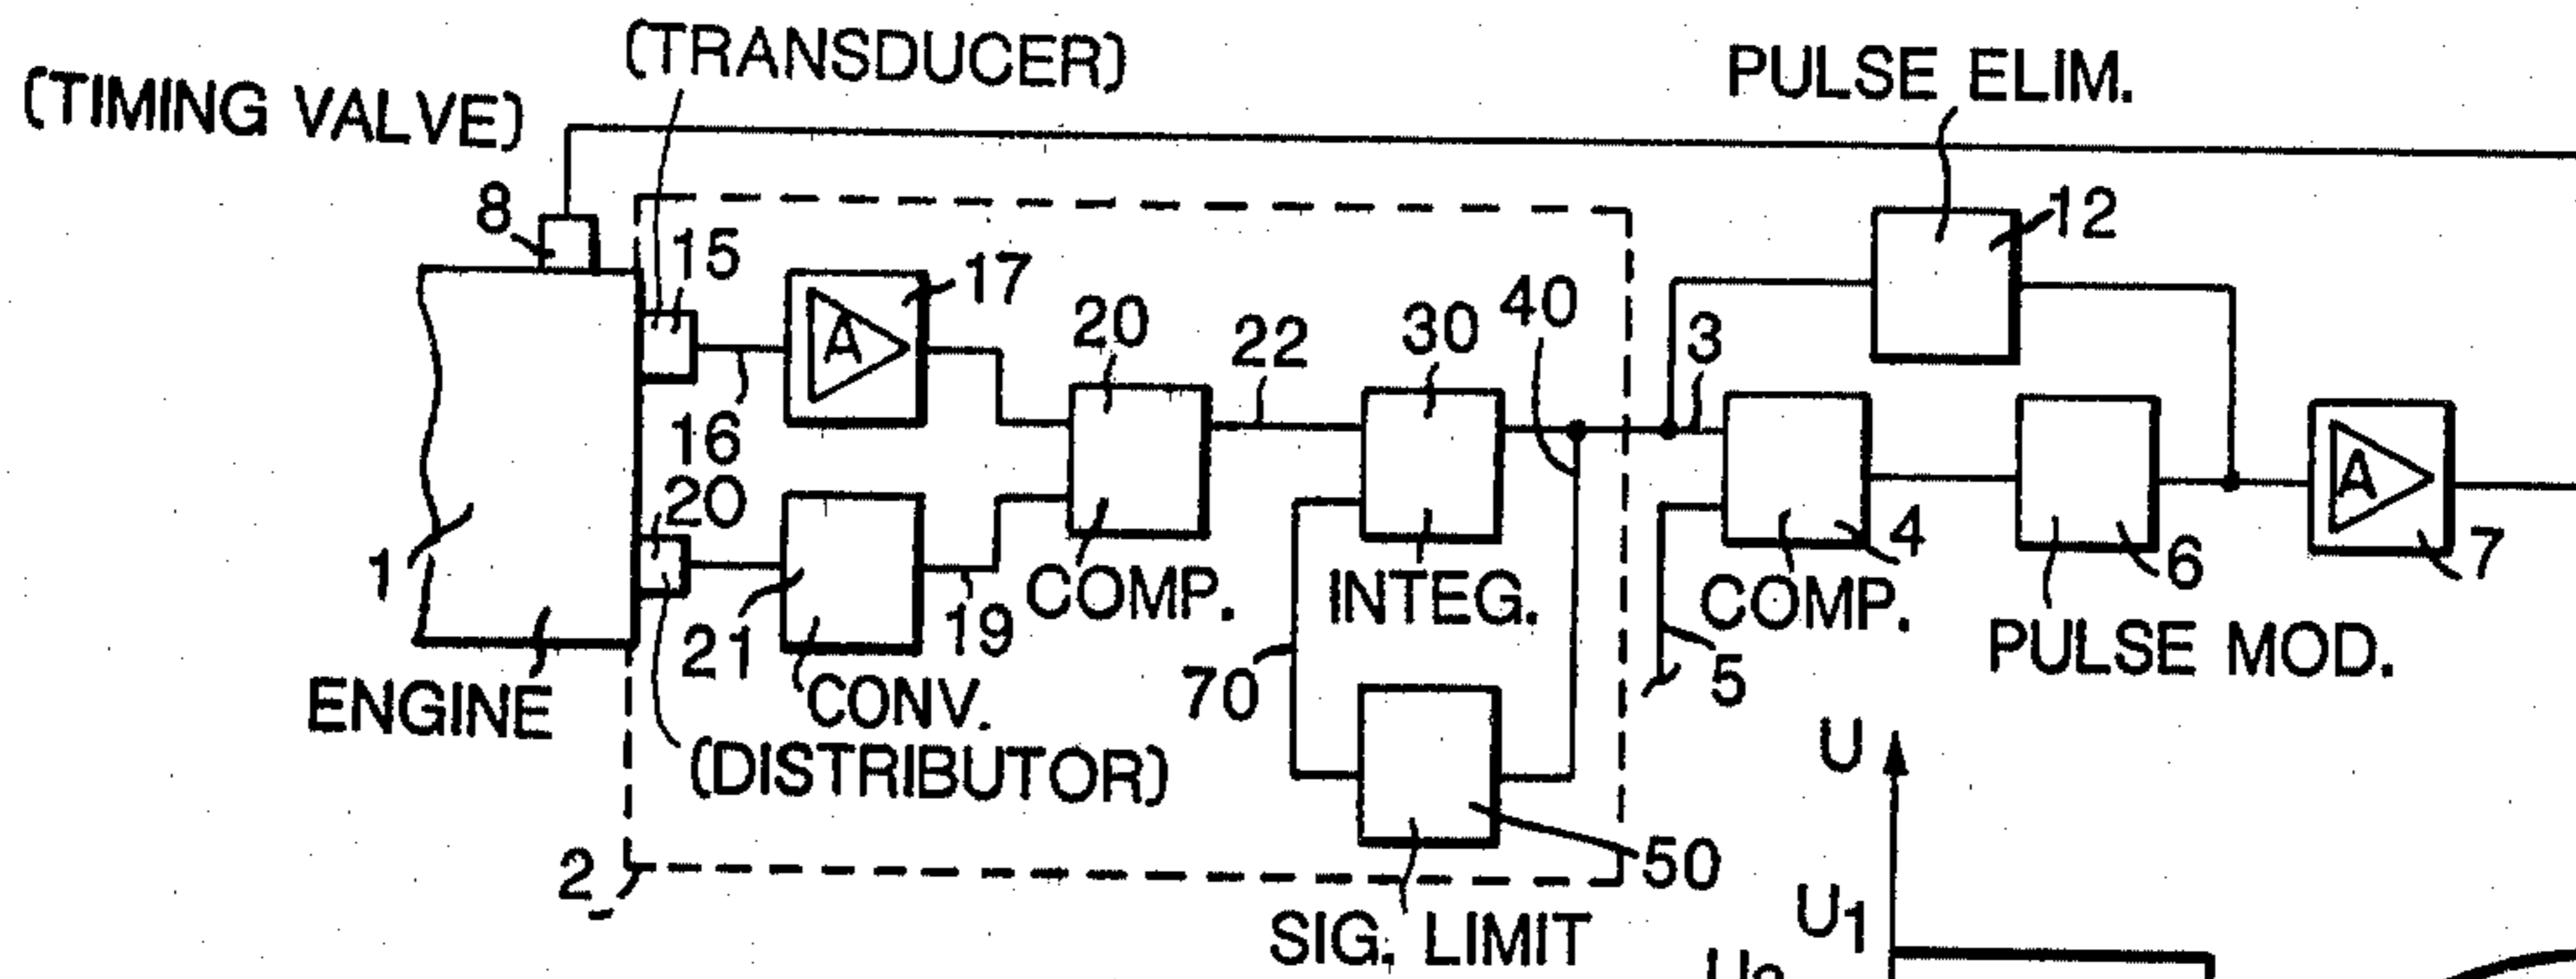 (TRANSDUCER)
PULSE ELIM.
(TIMING VALVE)
8
12
15
17
40
20
22
30
3
A
16
20
A
1
4
6
7
COMP.
INTEG.
COMP.
21
19
70
5
PULSE MOD.
ENGINE
CONV.
U
(DISTRIBUTOR)
2
50
SIG. LIMIT
U1